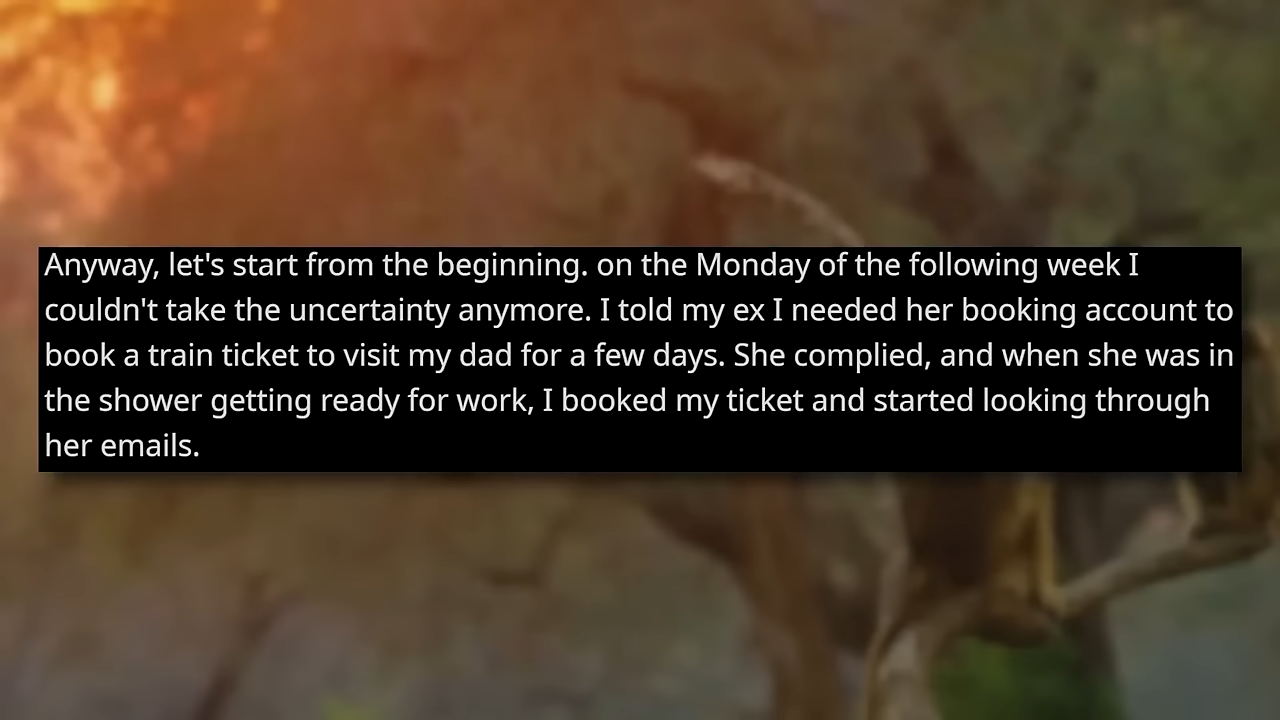 Anyway, let's start from the beginning. on the Monday of the following week I
couldn't take the uncertainty anymore. I told my ex I needed her booking account to
book a train ticket to visit my dad for a few days. She complied, and when she was in
the shower getting ready for work, I booked my ticket and started looking through
her emails.